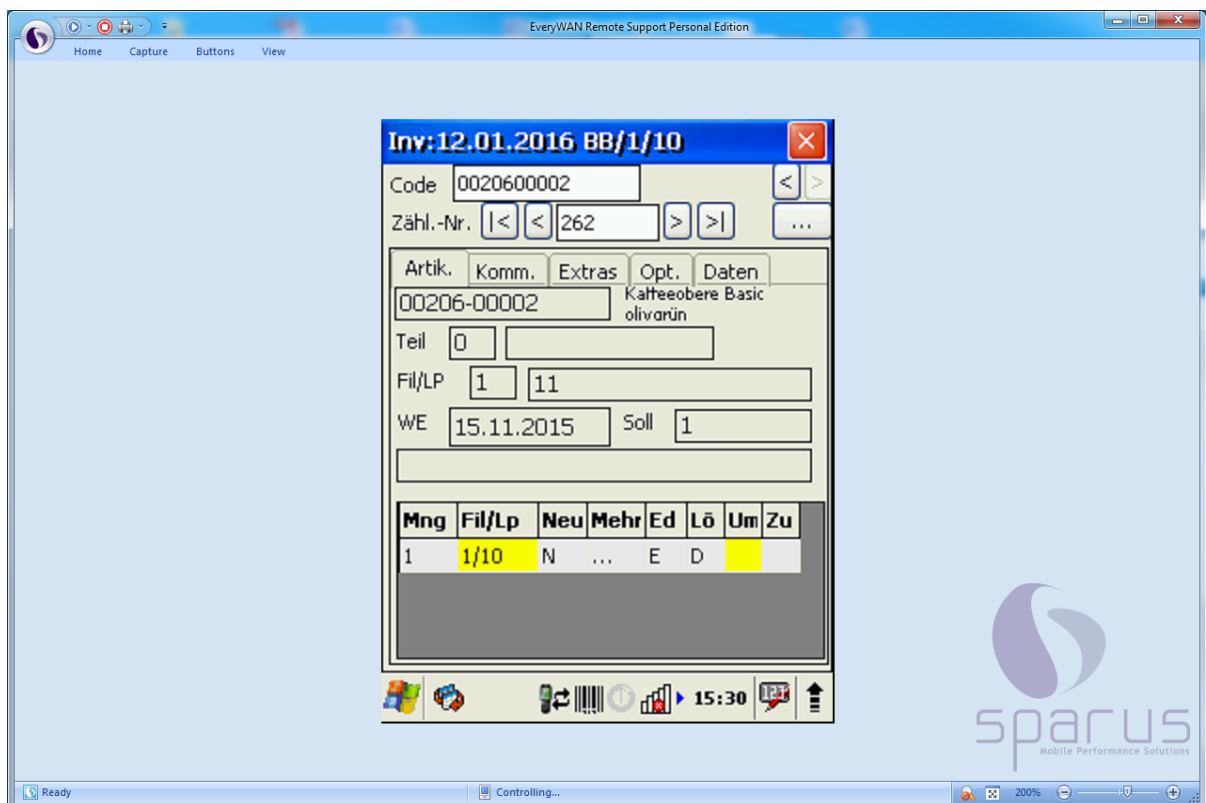 EveryWAN Remote Support Personal Edition
Home Capture Buttons View
Inv:12.01.2016 BB/1/10
Code 0020600002 < >
Zähl.-Nr. |< < 262 > >| ...
Artik. Komm. Extras Opt. Daten
00206-00002 Kaffeeobere Basic
olivgrün
Teil 0
Fil/LP 1 11
WE 15.11.2015 Soll 1
Mng Fil/Lp Neu Mehr Ed Lö Um Zu
1 1/10 N ... E D
15:30 123
sparus
Mobile Performance Solutions
Ready Controlling... 200%